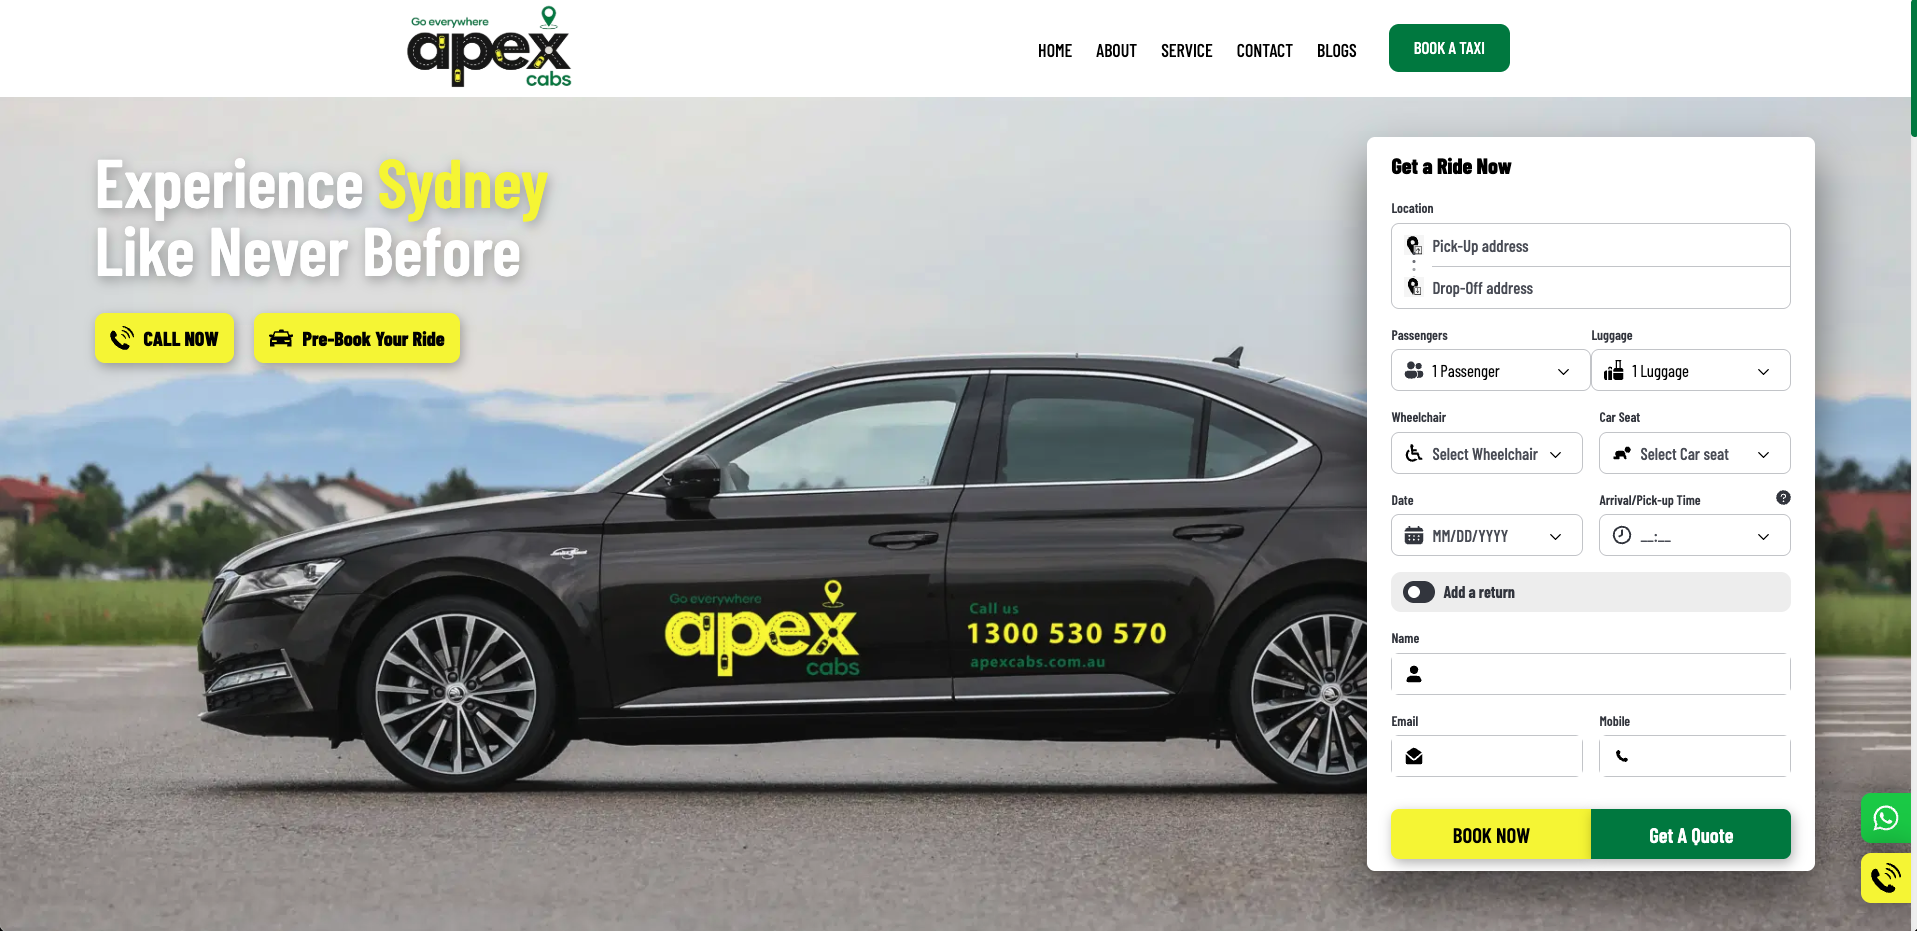 Go everywhere
apex
cabs
HOME
ABOUT
SERVICE
CONTACT
BLOGS
BOOK A TAXI
Experience Sydney
Like Never Before
CALL NOW
Pre-Book Your Ride
Go everywhere
apex
cabs
Call us
1300 530 570
apexcabs.com.au
Get a Ride Now
Location
Pick-Up address
Drop-Off address
Passengers
Luggage
1 Passenger
1 Luggage
Wheelchair
Car Seat
Select Wheelchair
Select Car seat
Date
Arrival/Pick-up Time
?
MM/DD/YYYY
__:__
Add a return
Name
Email
Mobile
BOOK NOW
Get A Quote